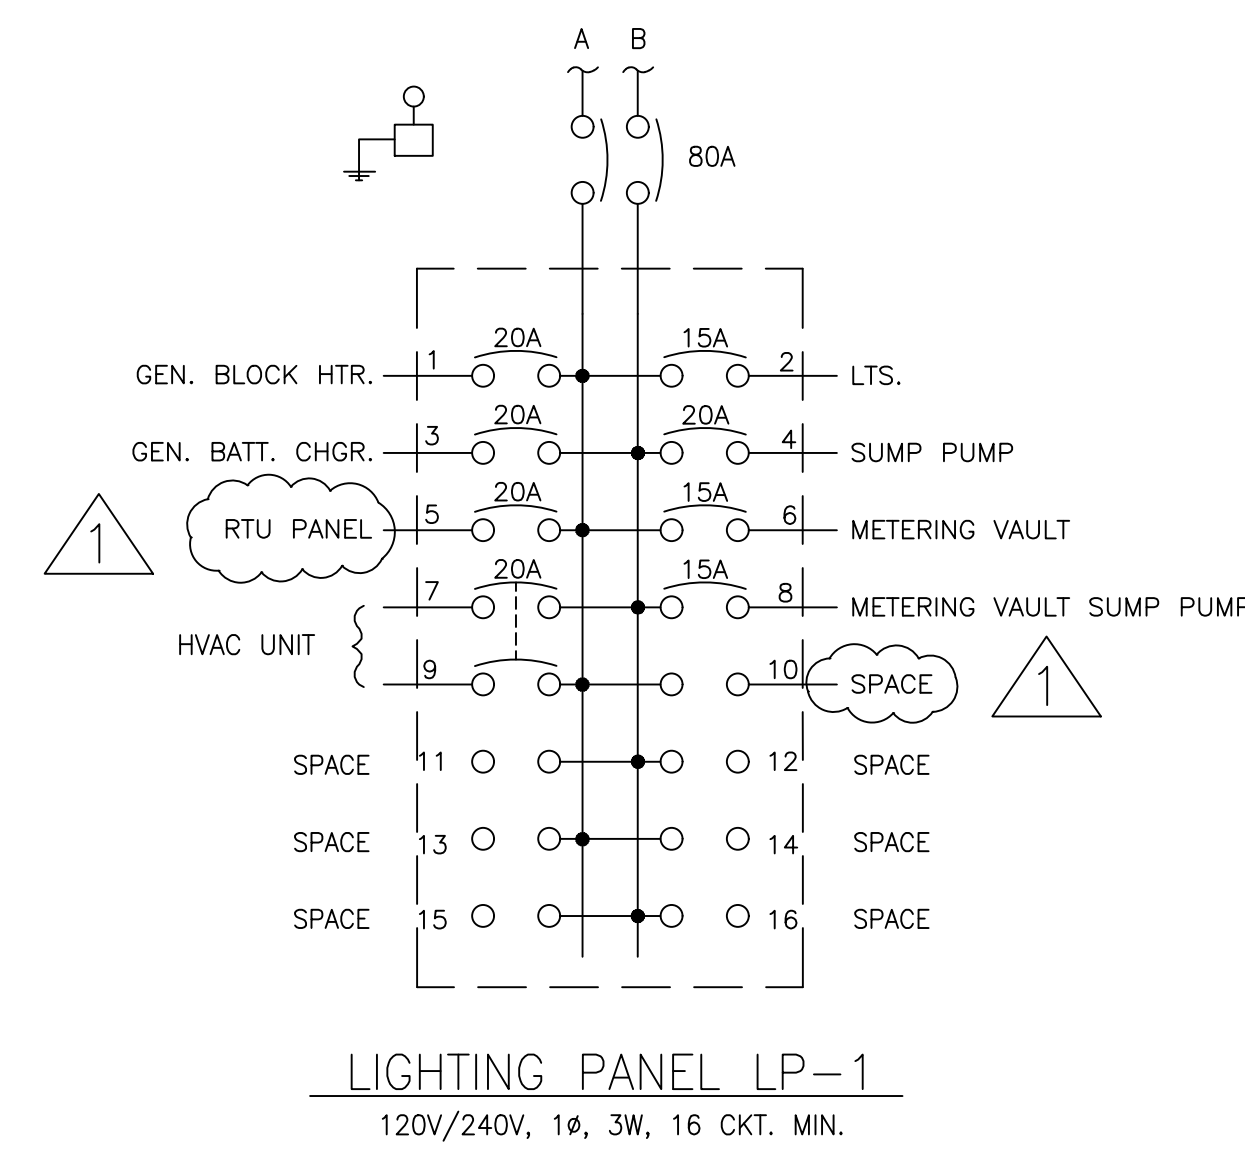 A B
80A
20A 15A
GEN. BLOCK HTR. 1 2 LTS.
20A 20A
GEN. BATT. CHGR. 3 4 SUMP PUMP
20A 15A
1 RTU PANEL 5 6 METERING VAULT
20A 15A
7 8 METERING VAULT SUMP PUMP
HVAC UNIT
9 10 SPACE 1
SPACE 11 12 SPACE
SPACE 13 14 SPACE
SPACE 15 16 SPACE
LIGHTING PANEL LP-1
120V/240V, 1ø, 3W, 16 CKT. MIN.